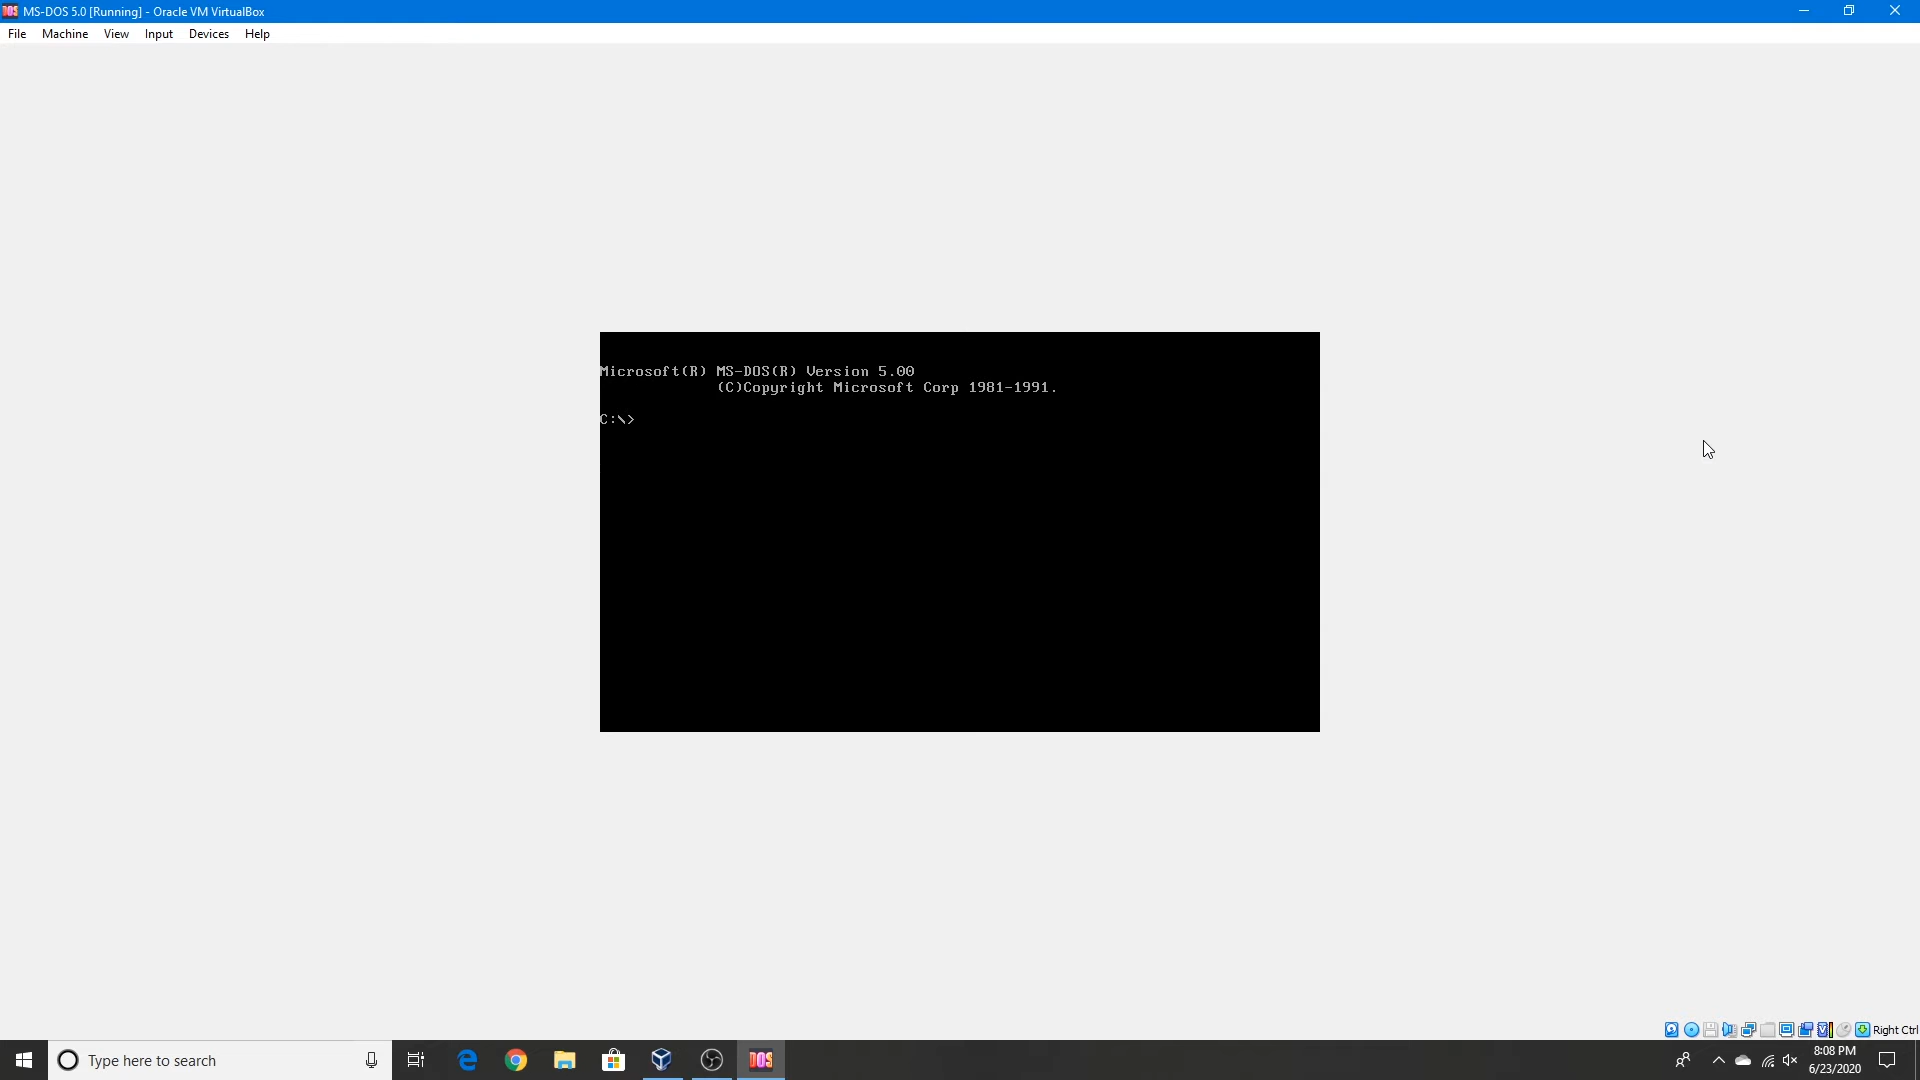 MS-DOS 5.0 [Running] - Oracle VM VirtualBox
File Machine View Input Devices Help
Microsoft(R) MS-DOS(R) Version 5.00
(C)Copyright Microsoft Corp 1981-1991.
C:\>
Right Ctrl
Type here to search
DOS
8:08 PM
6/23/2020